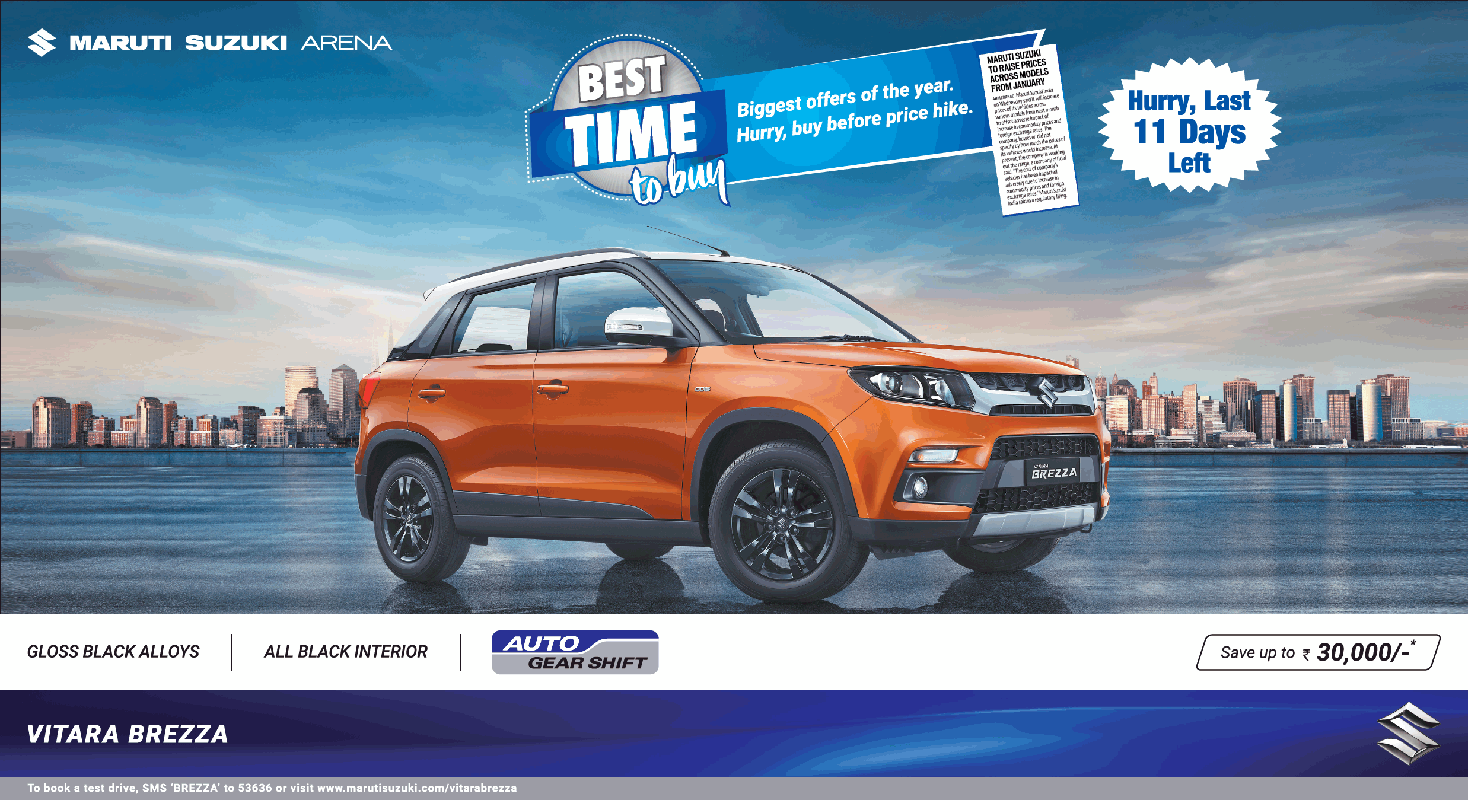 MARUTI SUZUKI ARENA
BEST
TIME
to buy
Biggest offers of the year.
Hurry, buy before price hike.
MARUTI SUZUKI
TO RAISE PRICES
ACROSS MODELS
FROM JANUARY
Hurry, Last
11 Days
Left
BREZZA
GLOSS BLACK ALLOYS
ALL BLACK INTERIOR
AUTO
GEAR SHIFT
Save up to ₹ 30,000/-*
VITARA BREZZA
To book a test drive, SMS 'BREZZA' to 53636 or visit www.marutisuzuki.com/vitarabrezza